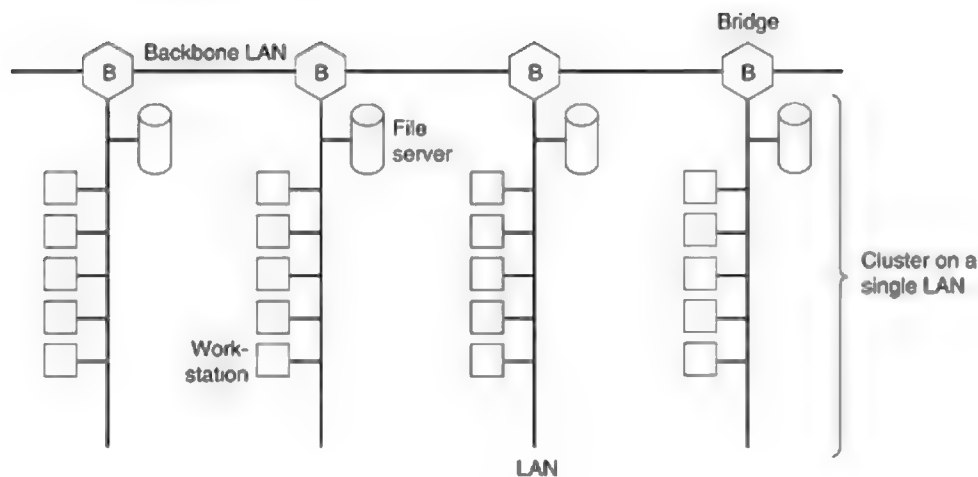 Bridge
Backbone LAN
B
B
B
B
File
server
Cluster on a
single LAN
Work-
station
LAN